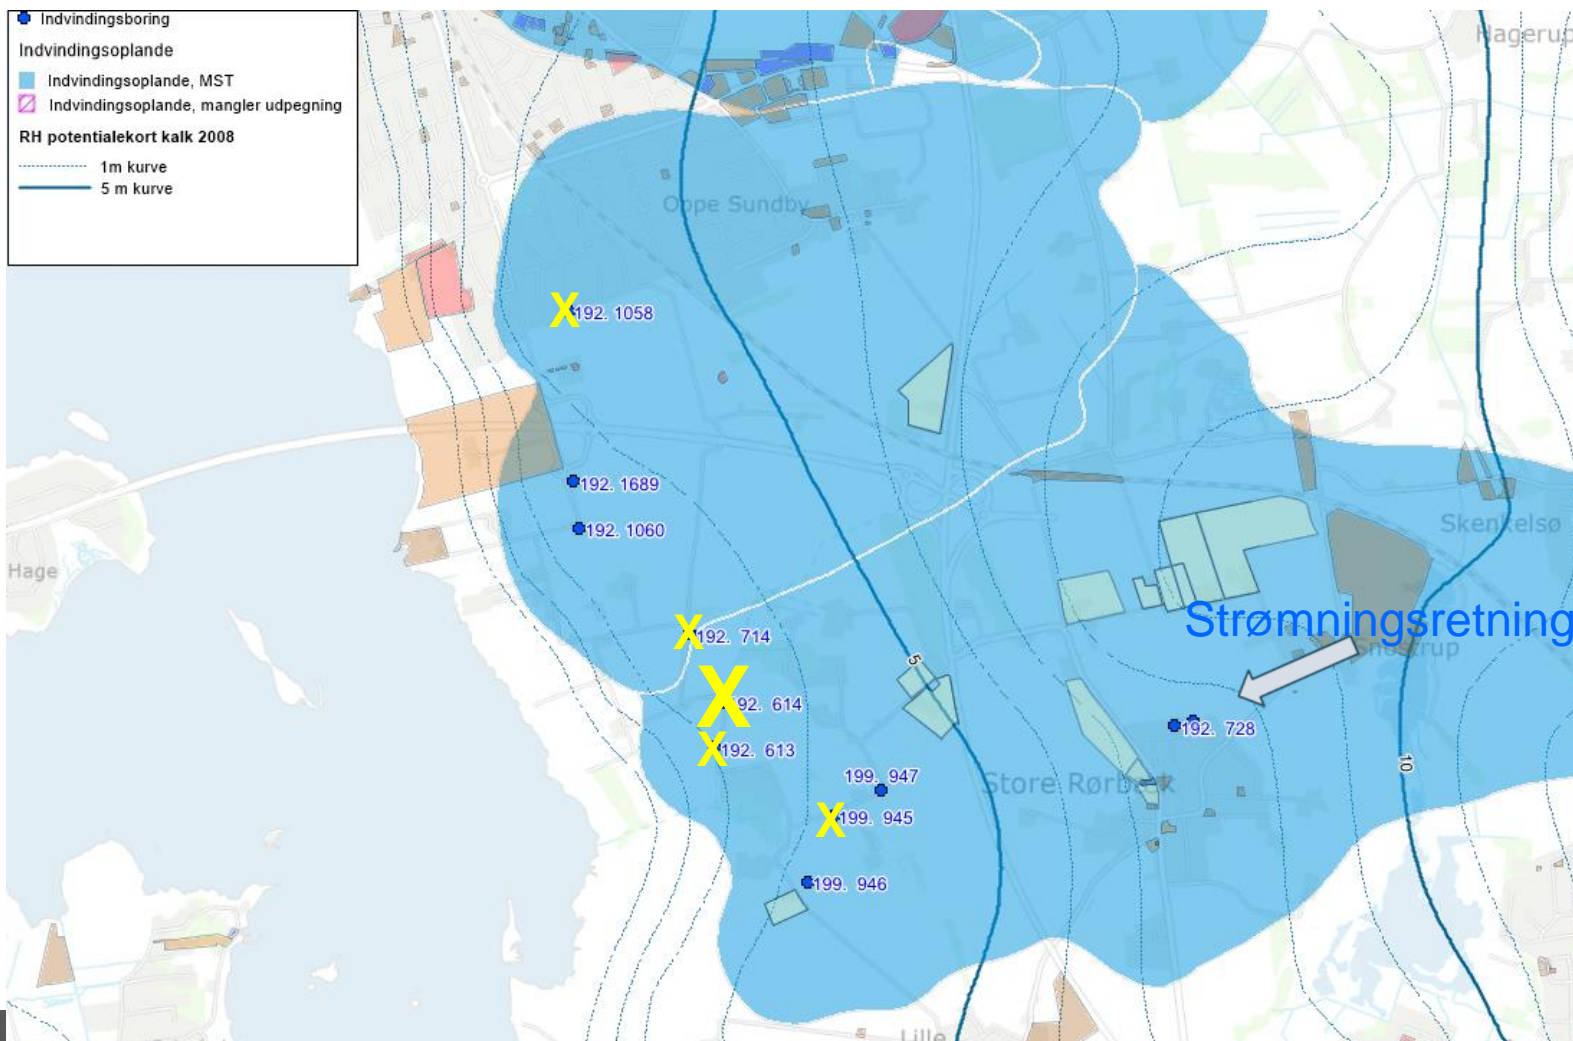 Indvindingsboring
Indvindingsoplande
Indvindingsoplande, MST
Indvindingsoplande, mangler udpegning
RH potentialekort kalk 2008
1m kurve
5 m kurve
Hagerup
Oppe Sundby
X 192. 1058
192. 1689
192. 1060
Hage
Skenkelsø
Strømningsretning
Snostrup
X 192. 714
5
X 192. 614
X 192. 613
192. 728
10
199. 947
Store Rørbæk
X 199. 945
199. 946
Lille